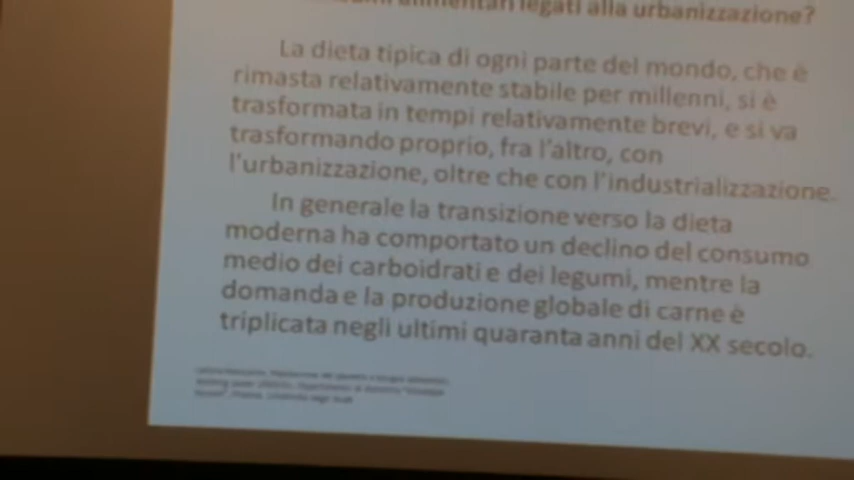 alimentari legati alla urbanizzazione?
La dieta tipica di ogni parte del mondo, che è
rimasta relativamente stabile per millenni, si è
trasformata in tempi relativamente brevi, e si va
trasformando proprio, fra l'altro, con
l'urbanizzazione, oltre che con l'industrializzazione.
In generale la transizione verso la dieta
moderna ha comportato un declino del consumo
medio dei carboidrati e dei legumi, mentre la
domanda e la produzione globale di carne è
triplicata negli ultimi quaranta anni del XX secolo.